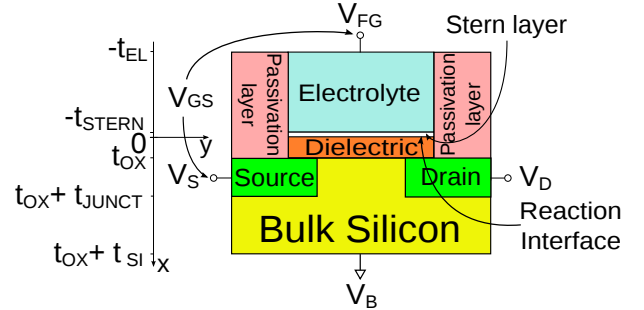 V_FG
Stern layer
-t_EL
Passivation
layer
Electrolyte
Passivation
layer
V_GS
-t_STERN
0
y
t_OX
Dielectric
V_S
Source
Drain
V_D
t_OX + t_JUNCT
Reaction
Interface
Bulk Silicon
t_OX + t_SI
x
V_B